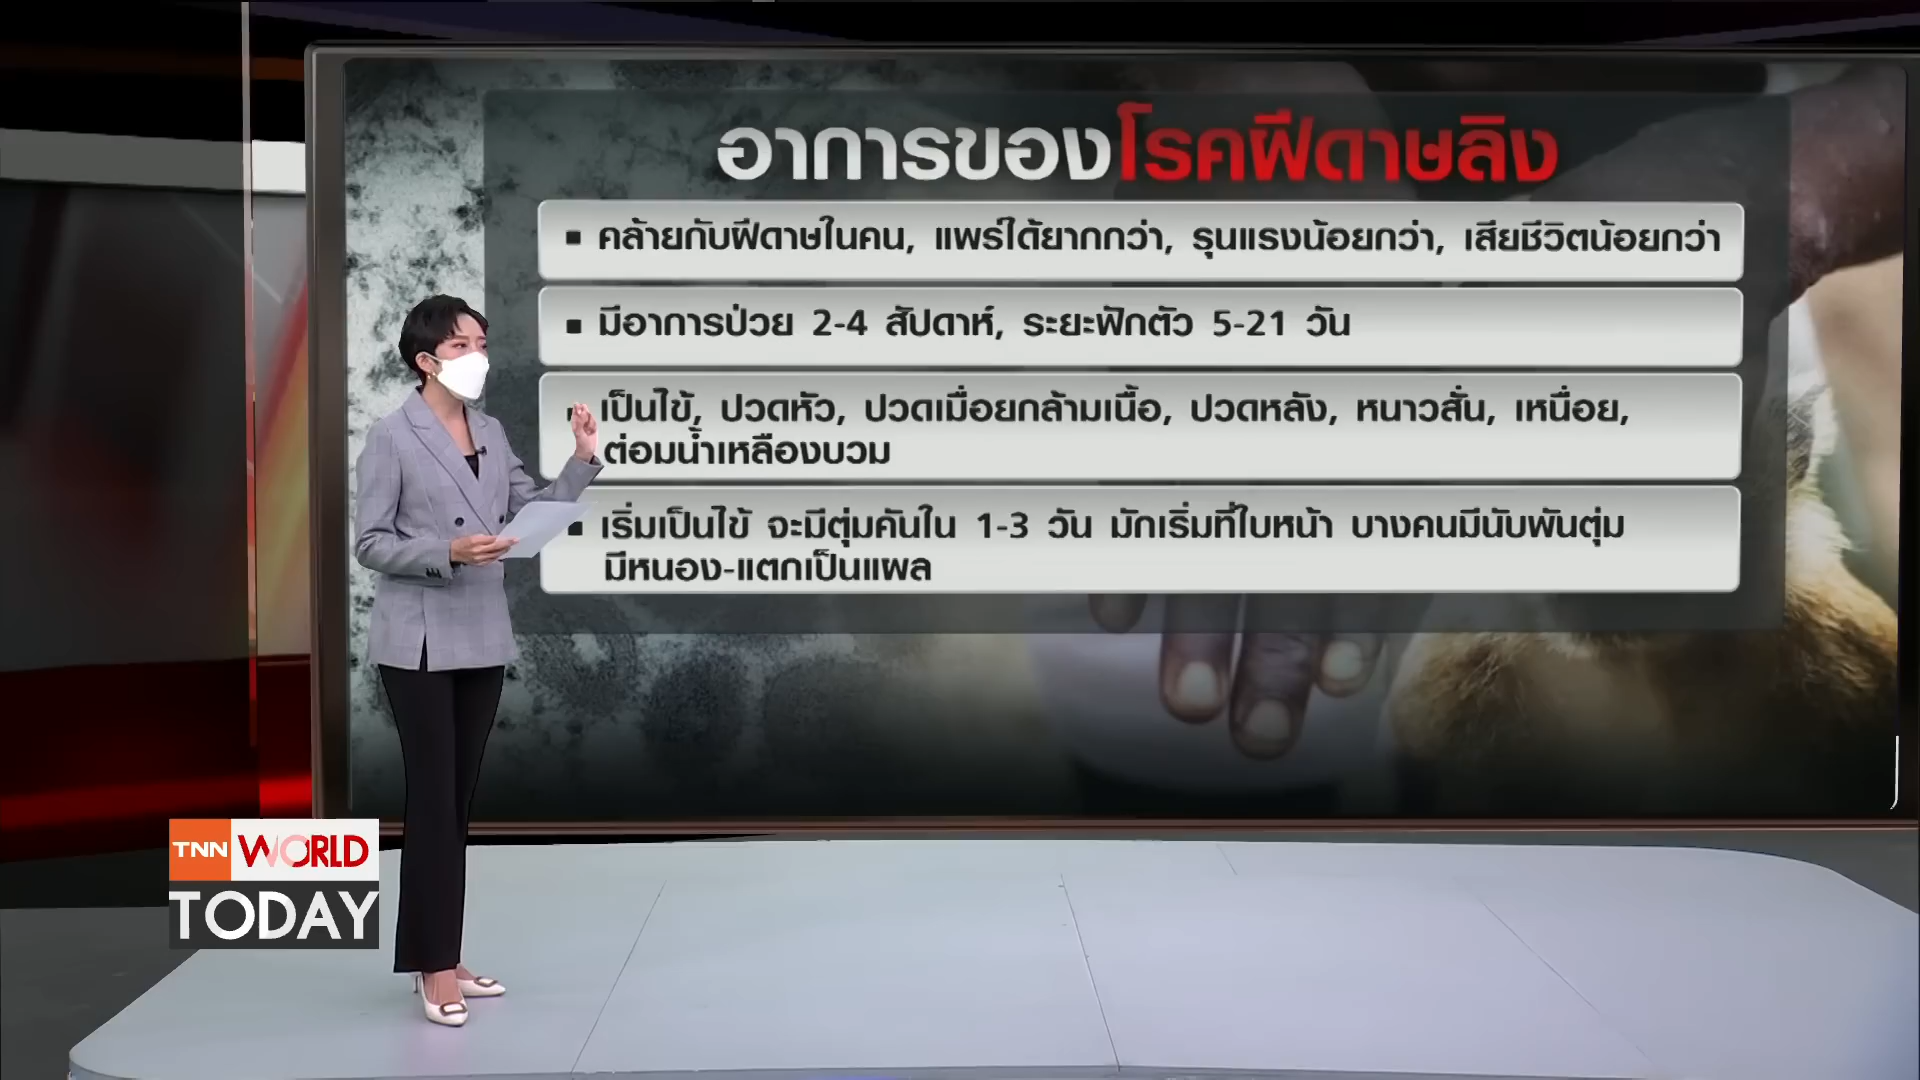 อาการของโรคฝีดาษลิง
▪ คล้ายกับฝีดาษในคน, แพร่ได้ยากกว่า, รุนแรงน้อยกว่า, เสียชีวิตน้อยกว่า
▪ มีอาการป่วย 2-4 สัปดาห์, ระยะฟักตัว 5-21 วัน
▪ เป็นไข้, ปวดหัว, ปวดเมื่อยกล้ามเนื้อ, ปวดหลัง, หนาวสั่น, เหนื่อย,
ต่อมน้ำเหลืองบวม
▪ เริ่มเป็นไข้ จะมีตุ่มคันใน 1-3 วัน มักเริ่มที่ใบหน้า บางคนมีนับพันตุ่ม
มีหนอง-แตกเป็นแผล
TNN WORLD
TODAY